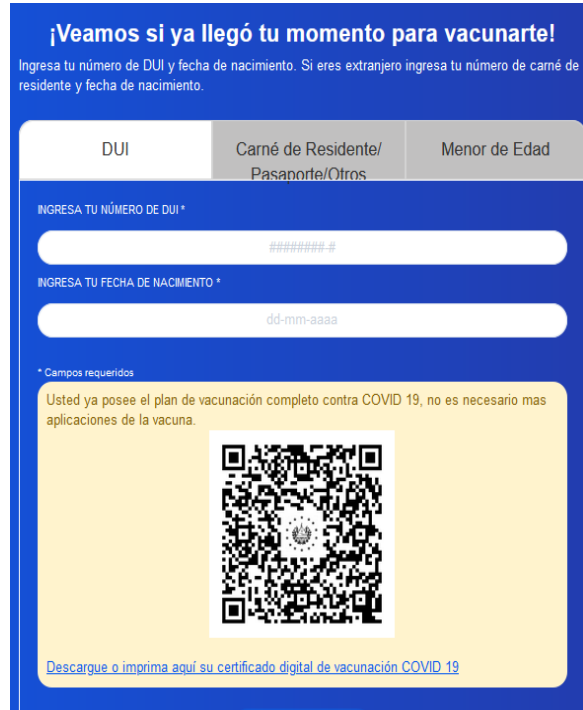 ¡Veamos si ya llegó tu momento para vacunarte!
Ingresa tu número de DUI y fecha de nacimiento. Si eres extranjero ingresa tu número de carné de
residente y fecha de nacimiento.
DUI
Carné de Residente/
Pasaporte/Otros
Menor de Edad
INGRESA TU NÚMERO DE DUI *
########-#
INGRESA TU FECHA DE NACIMIENTO *
dd-mm-aaaa
* Campos requeridos
Usted ya posee el plan de vacunación completo contra COVID 19, no es necesario mas
aplicaciones de la vacuna.
Descargue o imprima aquí su certificado digital de vacunación COVID 19